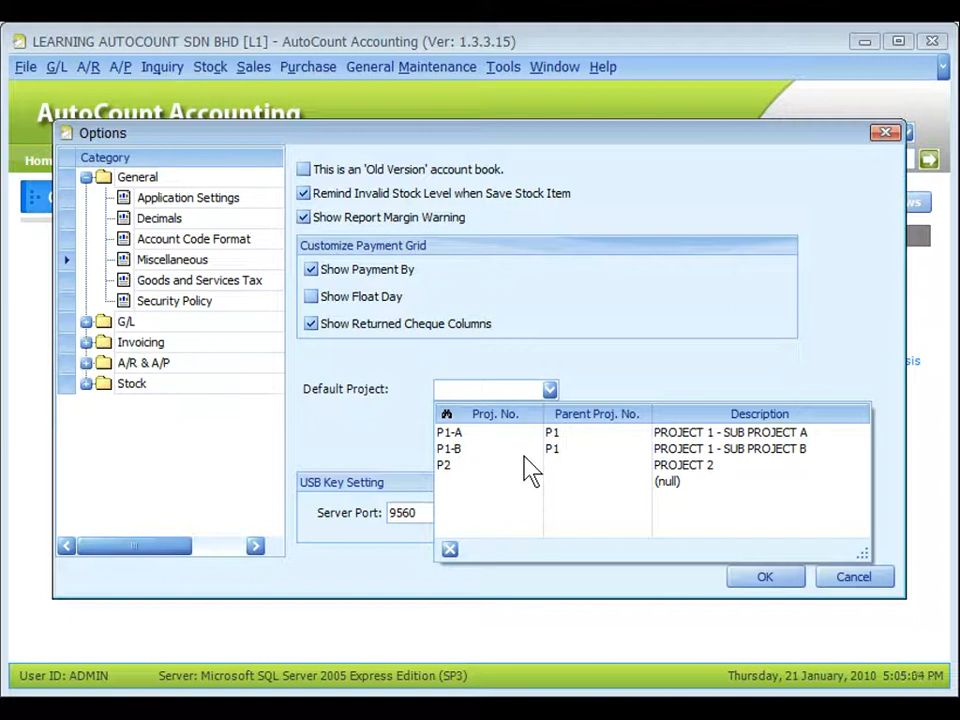 LEARNING AUTOCOUNT SDN BHD [L1] - AutoCount Accounting (Ver: 1.3.3.15)
File G/L A/R A/P Inquiry Stock Sales Purchase General Maintenance Tools Window Help
AutoCount Accounting
Hom
Options
Category
General
Application Settings
Decimals
Account Code Format
Miscellaneous
Goods and Services Tax
Security Policy
G/L
Invoicing
A/R & A/P
Stock
This is an 'Old Version' account book.
Remind Invalid Stock Level when Save Stock Item
Show Report Margin Warning
Customize Payment Grid
Show Payment By
Show Float Day
Show Returned Cheque Columns
Default Project:
Proj. No. Parent Proj. No. Description
P1-A P1 PROJECT 1 - SUB PROJECT A
P1-B P1 PROJECT 1 - SUB PROJECT B
P2 PROJECT 2
(null)
USB Key Setting
Server Port: 9560
OK Cancel
User ID: ADMIN Server: Microsoft SQL Server 2005 Express Edition (SP3) Thursday, 21 January, 2010 5:05:04 PM